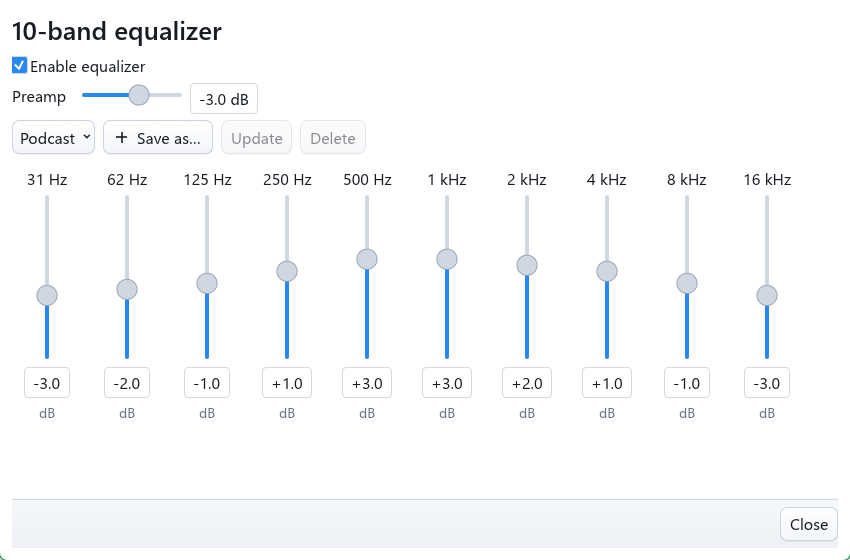 10-band equalizer
Enable equalizer
Preamp -3.0 dB
Podcast + Save as... Update Delete
31 Hz 62 Hz 125 Hz 250 Hz 500 Hz 1 kHz 2 kHz 4 kHz 8 kHz 16 kHz
-3.0 -2.0 -1.0 +1.0 +3.0 +3.0 +2.0 +1.0 -1.0 -3.0
dB dB dB dB dB dB dB dB dB dB
Close